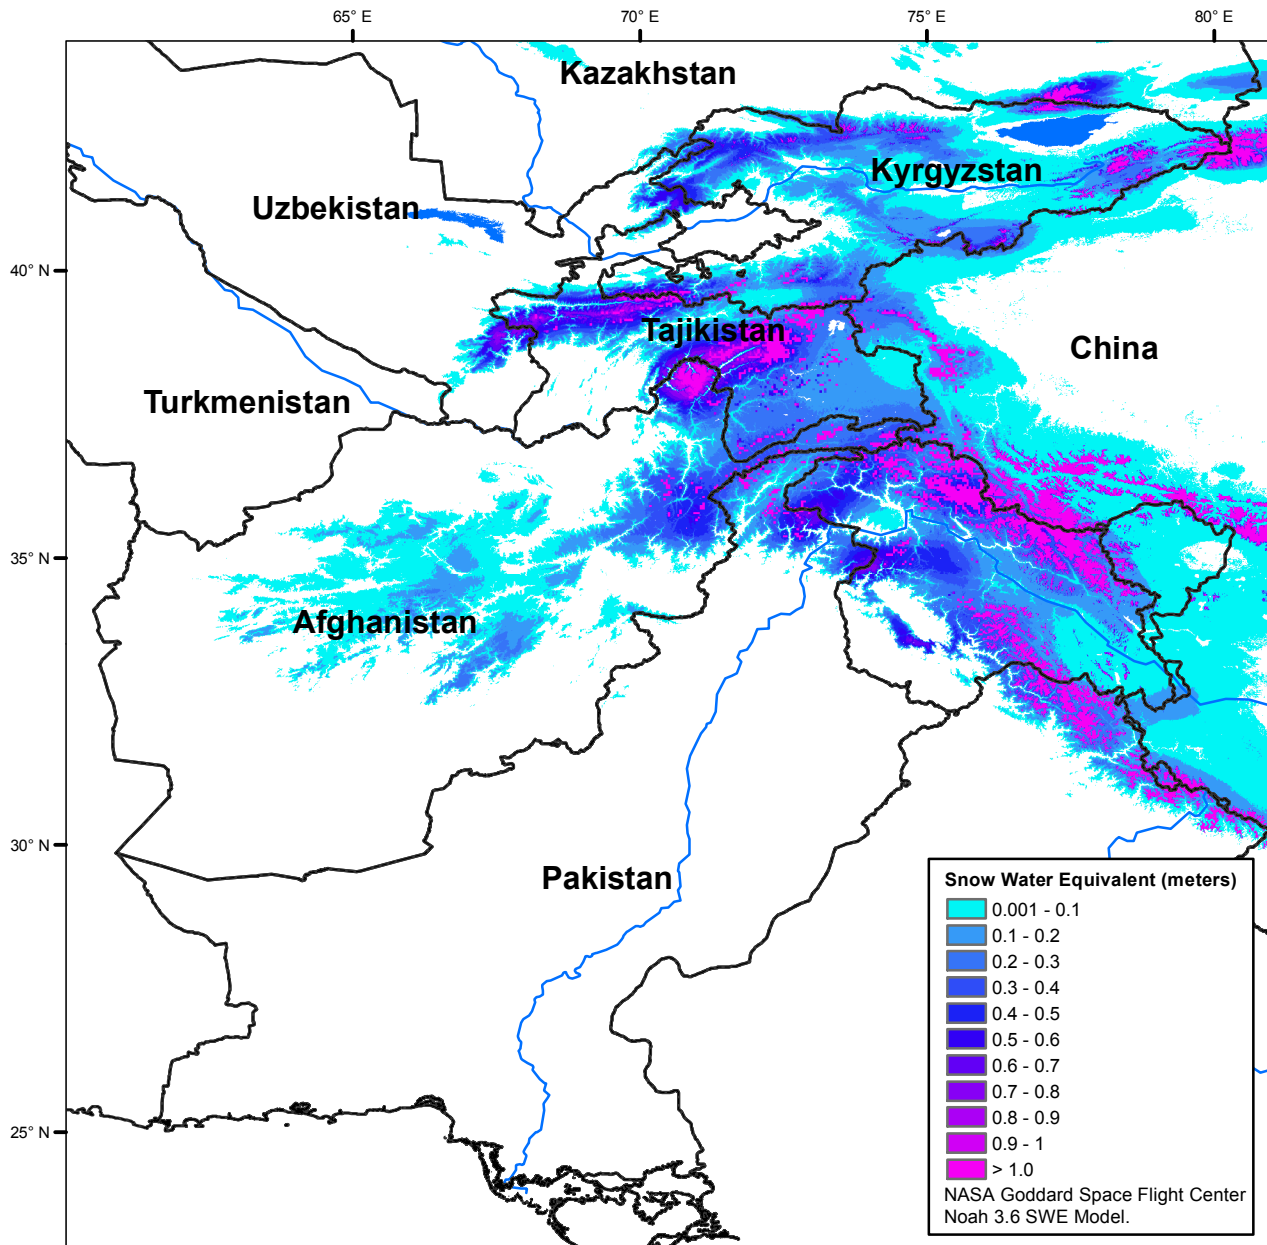 65° E
70° E
75° E
80° E
Kazakhstan
Kyrgyzstan
Uzbekistan
40° N
Tajikistan
China
Turkmenistan
35° N
Afghanistan
30° N
Pakistan
25° N
Snow Water Equivalent (meters)
0.001 - 0.1
0.1 - 0.2
0.2 - 0.3
0.3 - 0.4
0.4 - 0.5
0.5 - 0.6
0.6 - 0.7
0.7 - 0.8
0.8 - 0.9
0.9 - 1
> 1.0
NASA Goddard Space Flight Center
Noah 3.6 SWE Model.